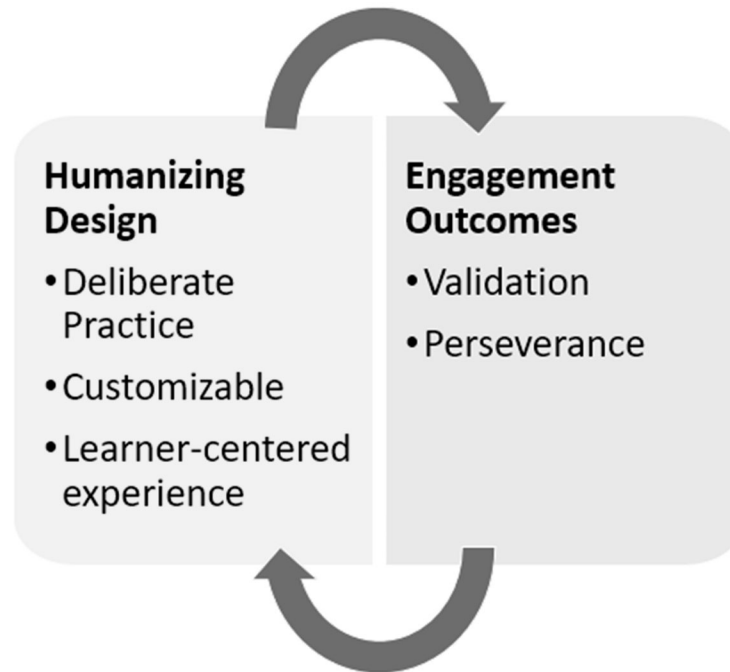 Humanizing
Design
• Deliberate
Practice
• Customizable
• Learner-centered
experience
Engagement
Outcomes
• Validation
• Perseverance